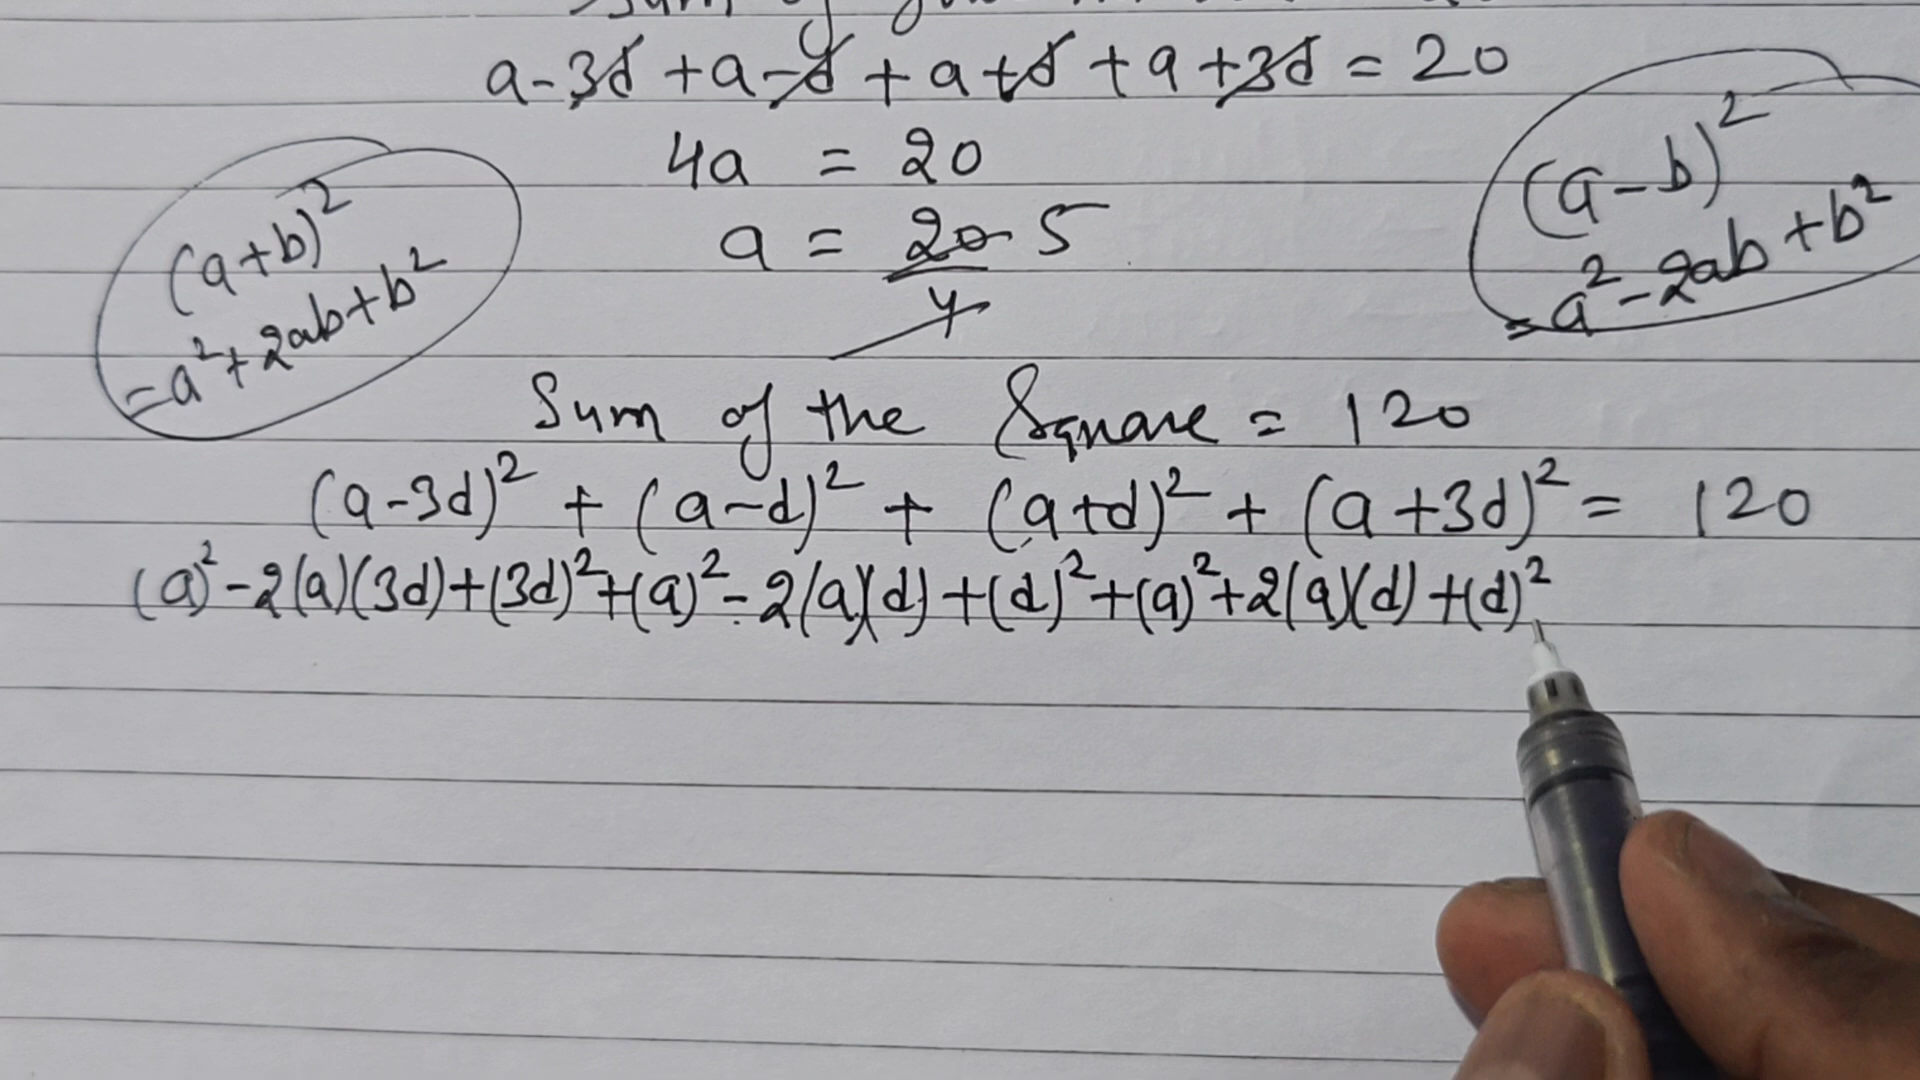 Sum of
a - 3d + a - d + a + d + a + 3d = 20
4a = 20
a = 20 5
4
(a+b)²
= a² + 2ab + b²
(a-b)²
= a² - 2ab + b²
Sum of the Square = 120
(a-3d)² + (a-d)² + (a+d)² + (a+3d)² = 120
(a)² - 2(a)(3d) + (3d)² + (a)² - 2(a)(d) + (d)² + (a)² + 2(a)(d) + (d)²